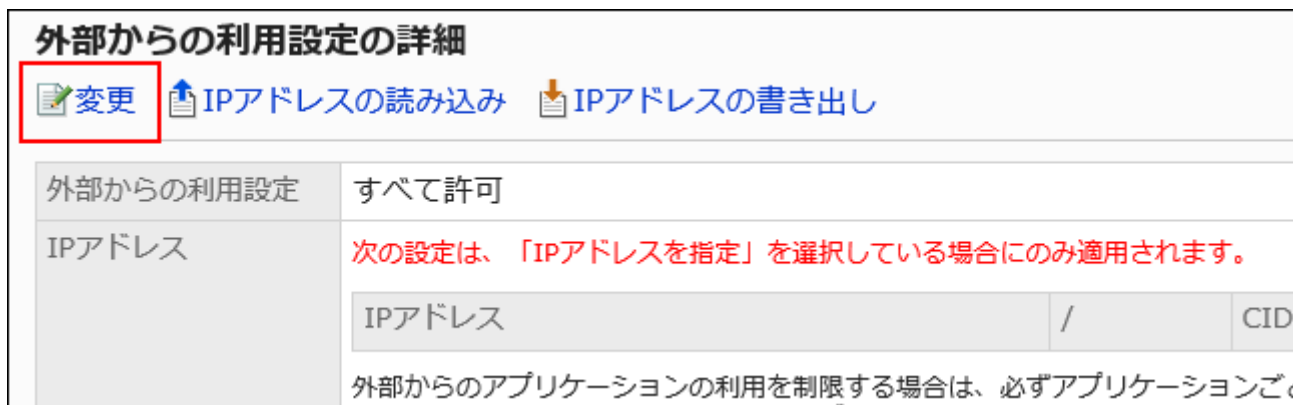 外部からの利用設定の詳細
変更 IPアドレスの読み込み IPアドレスの書き出し
外部からの利用設定 すべて許可
IPアドレス 次の設定は、「IPアドレスを指定」を選択している場合にのみ適用されます。
IPアドレス / CID
外部からのアプリケーションの利用を制限する場合は、必ずアプリケーションご